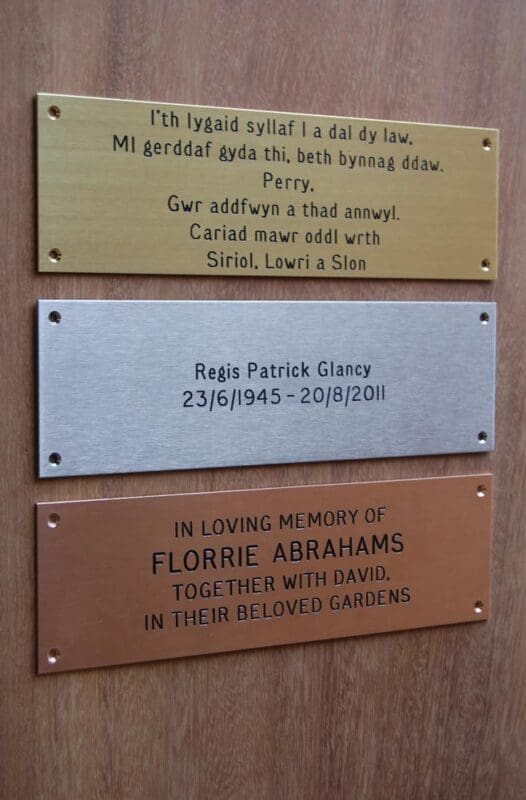 I'th lygaid syllaf I a dal dy law,
MI gerddaf gyda thi, beth bynnag ddaw.
Perry,
Gwr addfwyn a thad annwyl.
Cariad mawr oddI wrth
Siriol, Lowri a SIon
Regis Patrick Glancy
23/6/1945 - 20/8/2011
IN LOVING MEMORY OF
FLORRIE ABRAHAMS
TOGETHER WITH DAVID,
IN THEIR BELOVED GARDENS